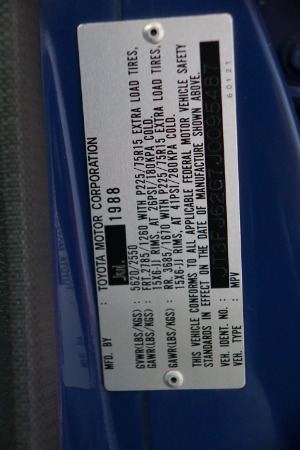 TOYOTA MOTOR CORPORATION
MFD. BY : Jul. 1988
GVWR(LBS/KGS) : 5620/2550
GAWR(LBS/KGS) : FRT.2785/1260 WITH P225/75R15 EXTRA LOAD TIRES,
15X6-JJ RIMS, AT 26PSI/180KPA COLD.
GAWR(LBS/KGS) : RR. 3685/1670 WITH P225/75R15 EXTRA LOAD TIRES,
15X6-JJ RIMS, AT 41PSI/280KPA COLD.
THIS VEHICLE CONFORMS TO ALL APPLICABLE FEDERAL MOTOR VEHICLE SAFETY
STANDARDS IN EFFECT ON THE DATE OF MANUFACTURE SHOWN ABOVE.
VEH. IDENT. NO. :
VEH. TYPE : MPV
60121